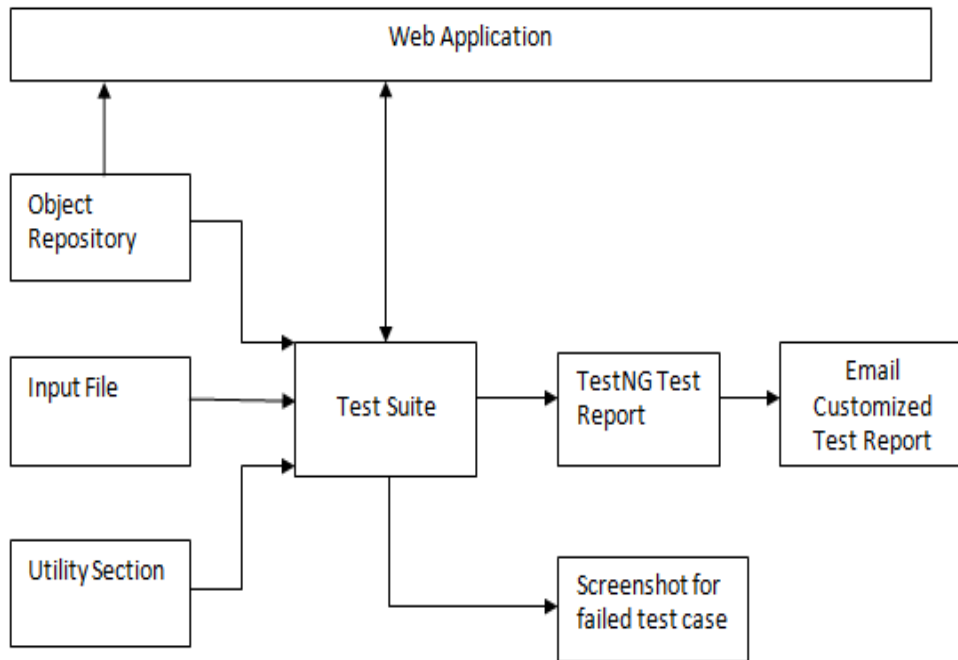 Web Application
Object
Repository
Input File
Test Suite
TestNG Test
Report
Email
Customized
Test Report
Utility Section
Screenshot for
failed test case